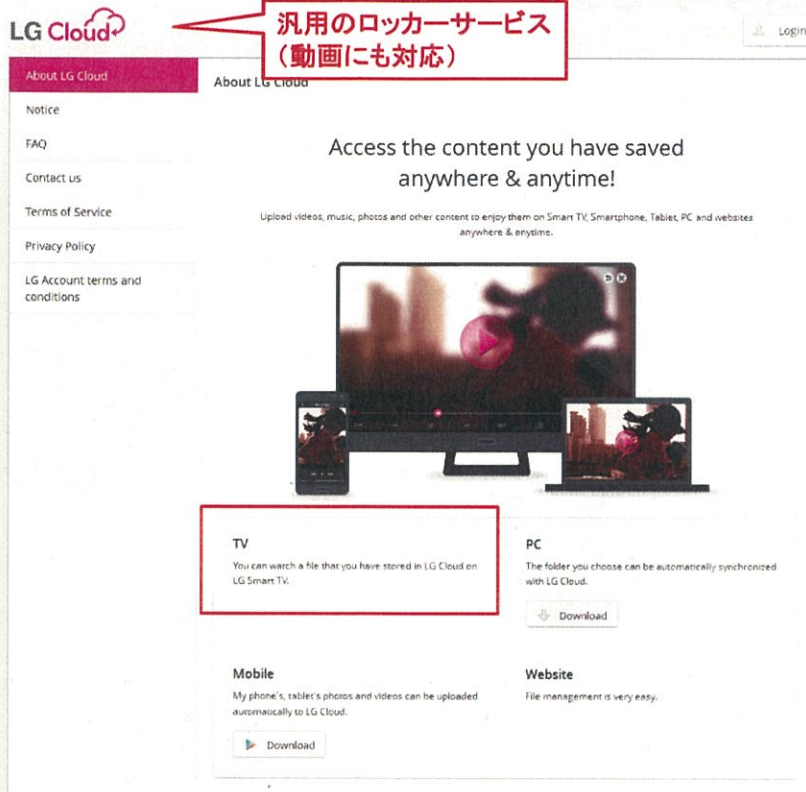 LG Cloud
汎用のロッカーサービス
（動画にも対応）
Login
About LG Cloud
Notice
FAQ
Contact us
Terms of Service
Privacy Policy
LG Account terms and
conditions
About LG Cloud
Access the content you have saved
anywhere & anytime!
Upload videos, music, photos and other content to enjoy them on Smart TV, Smartphone, Tablet, PC and websites
anywhere & anytime.
TV
You can watch a file that you have stored in LG Cloud on
LG Smart TV.
PC
The folder you choose can be automatically synchronized
with LG Cloud.
Download
Mobile
My phone's, tablet's photos and videos can be uploaded
automatically to LG Cloud.
Download
Website
File management is very easy.